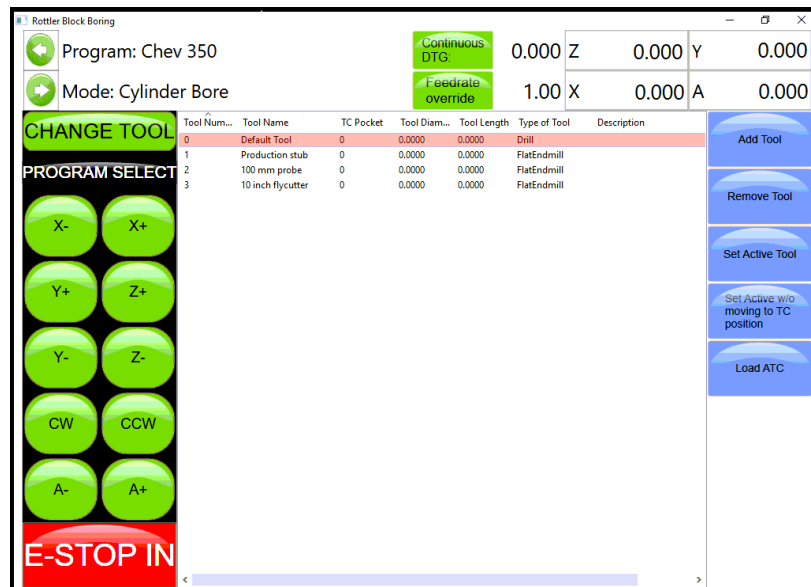 Rottler Block Boring
Program: Chev 350
Continuous DTG: 0.000 Z 0.000 Y 0.000
Mode: Cylinder Bore
Feedrate override 1.00 X 0.000 A 0.000
CHANGE TOOL
PROGRAM SELECT
X- X+
Y+ Z+
Y- Z-
CW CCW
A- A+
E-STOP IN
Tool Num... Tool Name TC Pocket Tool Diam... Tool Length Type of Tool Description
0 Default Tool 0 0.0000 0.0000 Drill
1 Production stub 0 0.0000 0.0000 FlatEndmill
2 100 mm probe 0 0.0000 0.0000 FlatEndmill
3 10 inch flycutter 0 0.0000 0.0000 FlatEndmill
Add Tool
Remove Tool
Set Active Tool
Set Active w/o
moving to TC
position
Load ATC